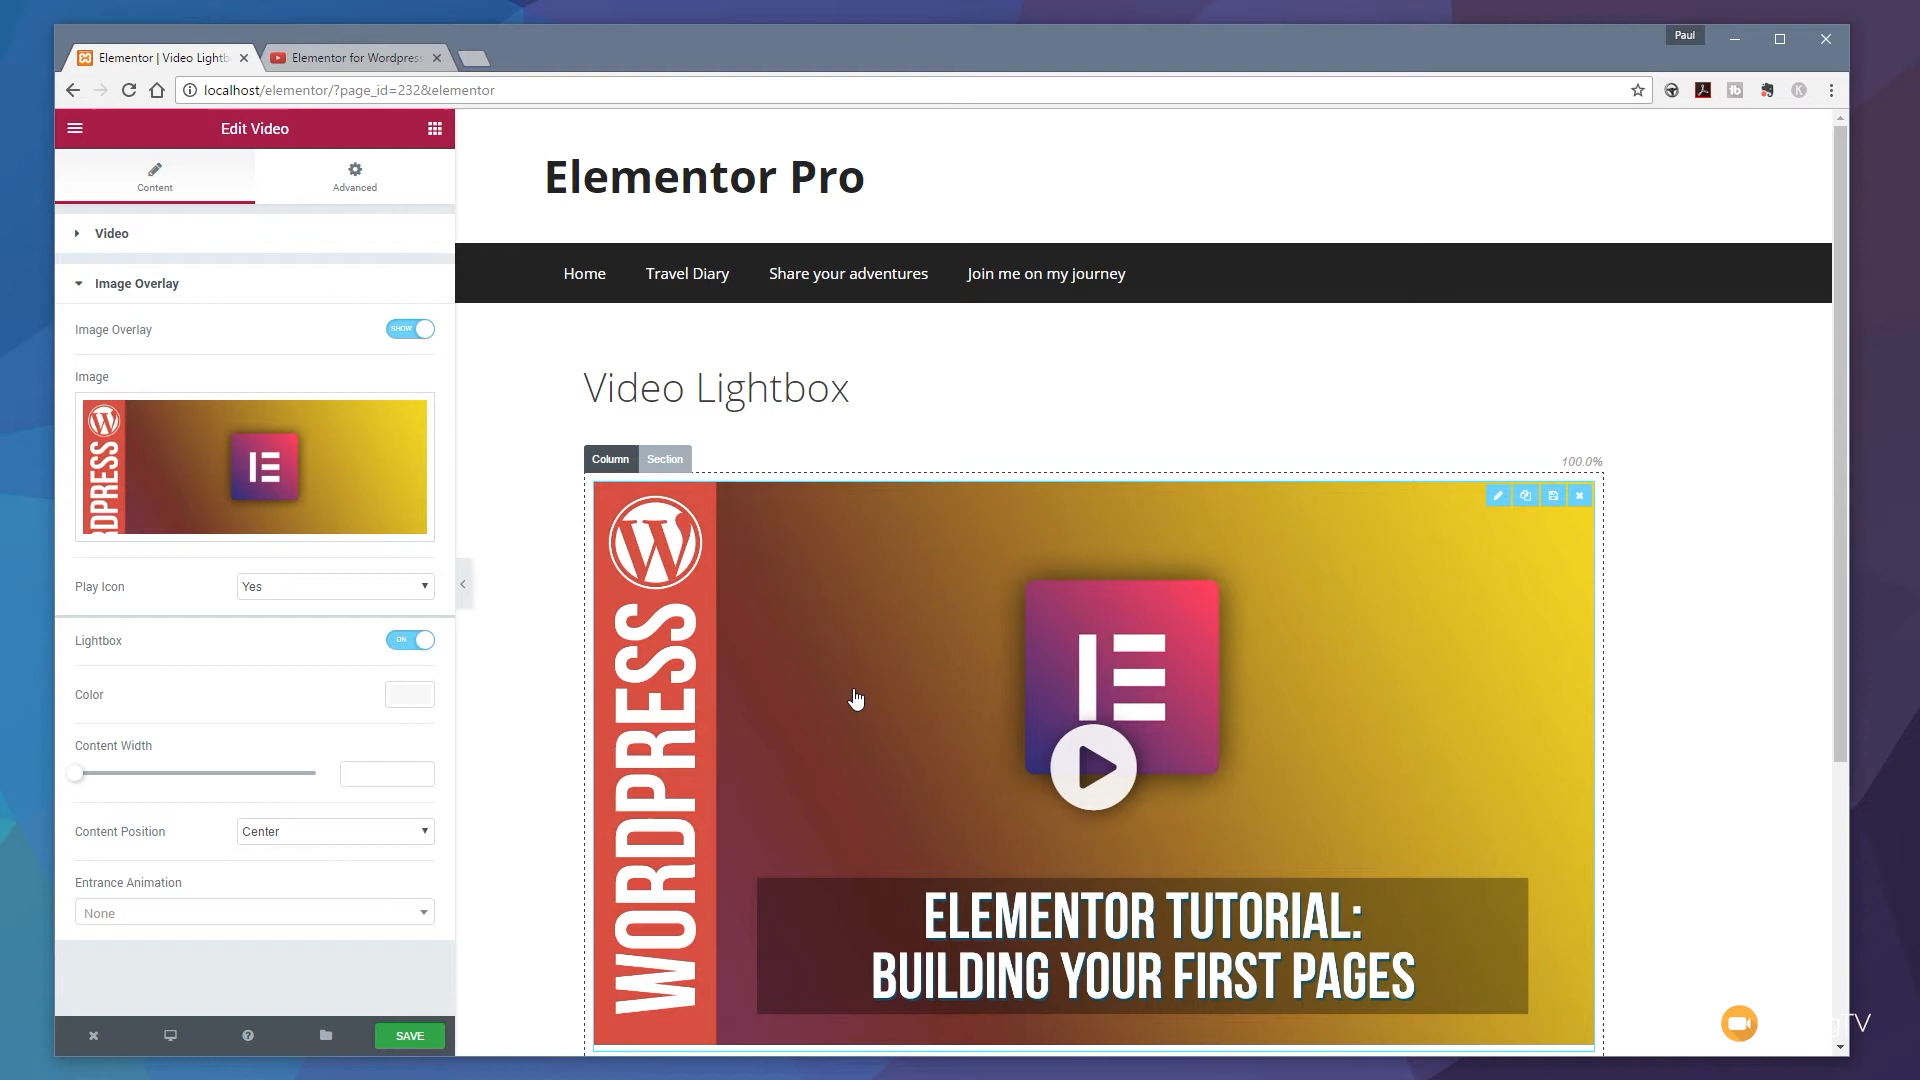 Paul
Elementor | Video Lightb
Elementor for Wordpress
localhost/elementor/?page_id=232&elementor
Edit Video
Content
Advanced
Video
Image Overlay
Image Overlay
SHOW
Image
WORDPRESS
Play Icon
Yes
Lightbox
ON
Color
Content Width
Content Position
Center
Entrance Animation
None
SAVE
Elementor Pro
Home
Travel Diary
Share your adventures
Join me on my journey
Video Lightbox
Column
Section
100.0%
WORDPRESS
ELEMENTOR TUTORIAL:
BUILDING YOUR FIRST PAGES